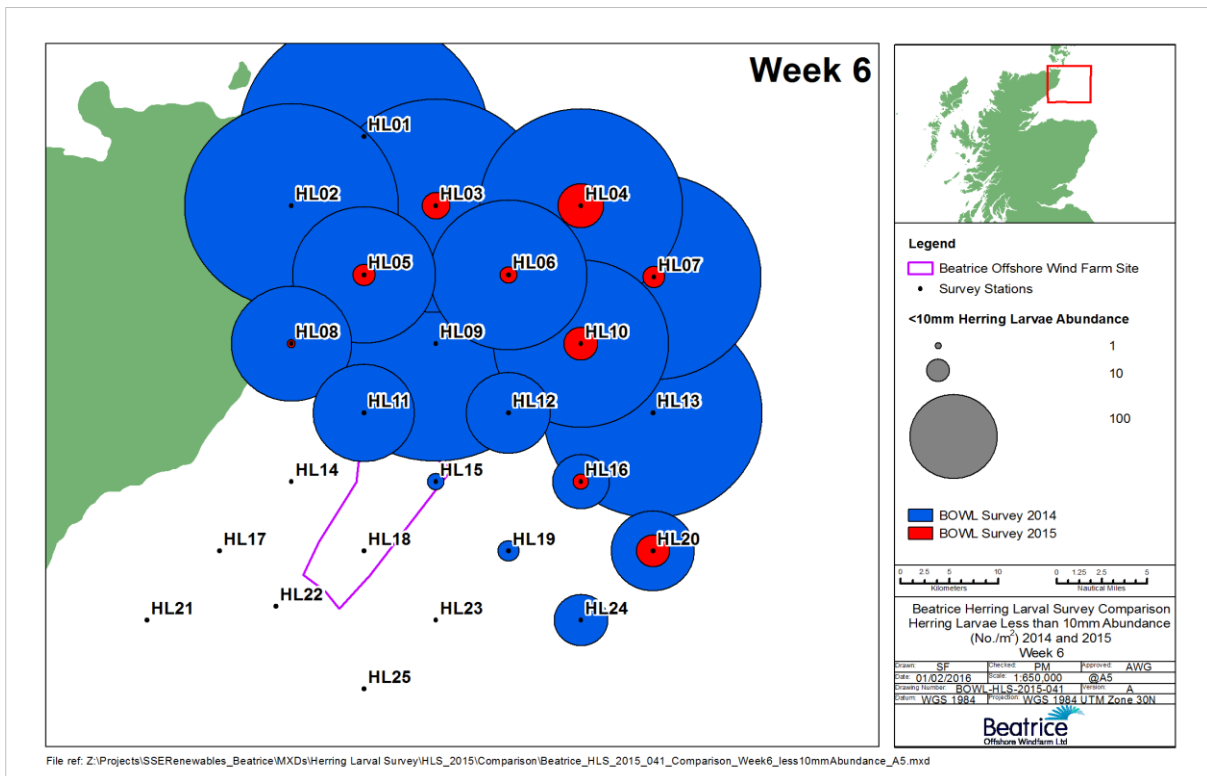 Week 6
HL01
HL02
HL03
HL04
HL05
HL06
HL07
HL08
HL09
HL10
HL11
HL12
HL13
HL14
HL15
HL16
HL17
HL18
HL19
HL20
HL21
HL22
HL23
HL24
HL25
Legend
Beatrice Offshore Wind Farm Site
Survey Stations
<10mm Herring Larvae Abundance
1
10
100
BOWL Survey 2014
BOWL Survey 2015
0 2.5 5 10
Kilometers
0 1.25 2.5 5
Nautical Miles
Beatrice Herring Larval Survey Comparison
Herring Larvae Less than 10mm Abundance
(No./m²) 2014 and 2015
Week 6
Drawn: SF Checked: PM Approved: AWG
Date: 01/02/2016 Scale: 1:650,000 @A5
Drawing Number: BOWL-HLS-2015-041 Version: A
Datum: WGS 1984 Projection: WGS 1984 UTM Zone 30N
Beatrice
Offshore Windfarm Ltd
File ref: Z:\Projects\SSERenewables_Beatrice\MXDs\Herring Larval Survey\HLS_2015\Comparison\Beatrice_HLS_2015_041_Comparison_Week6_less10mmAbundance_A5.mxd